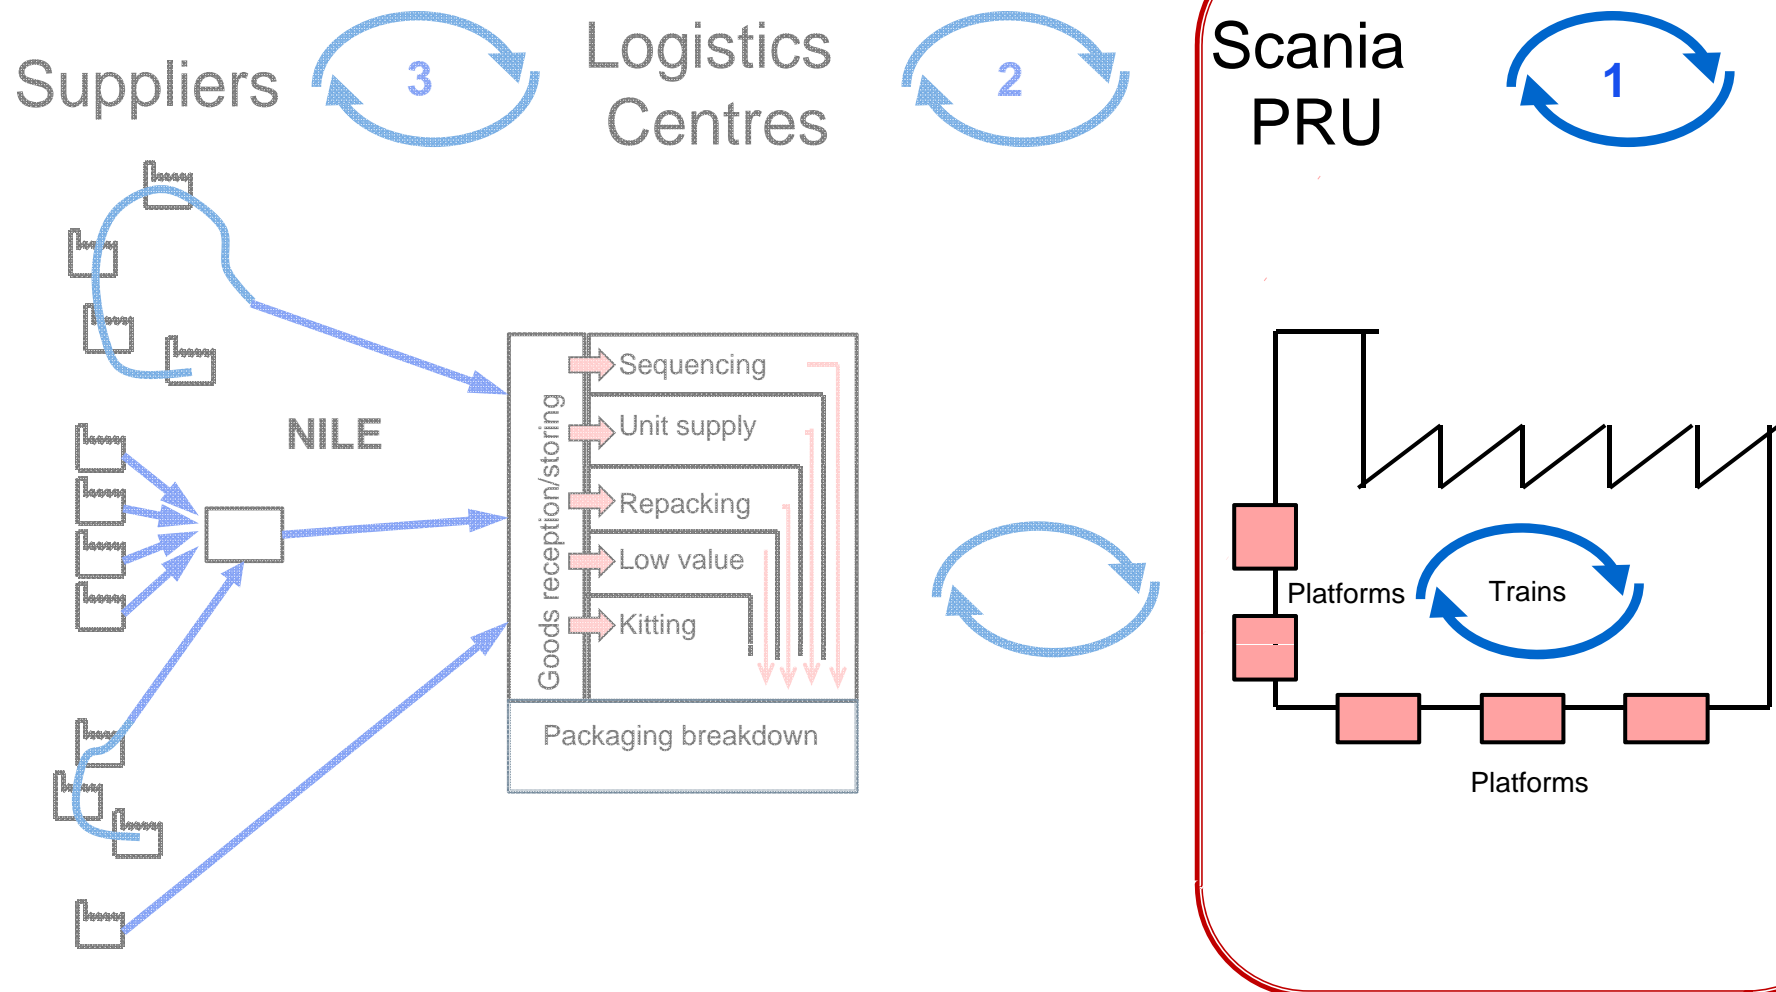 Suppliers
3
Logistics
Centres
2
Scania
PRU
1
NILE
Goods reception/storing
Sequencing
Unit supply
Repacking
Low value
Kitting
Packaging breakdown
Platforms
Trains
Platforms